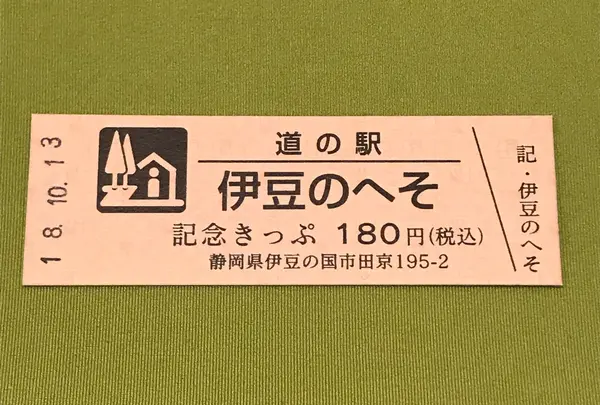 18.10.13
道の駅
伊豆のへそ
記念きっぷ 180円(税込)
静岡県伊豆の国市田京195-2
記・伊豆のへそ